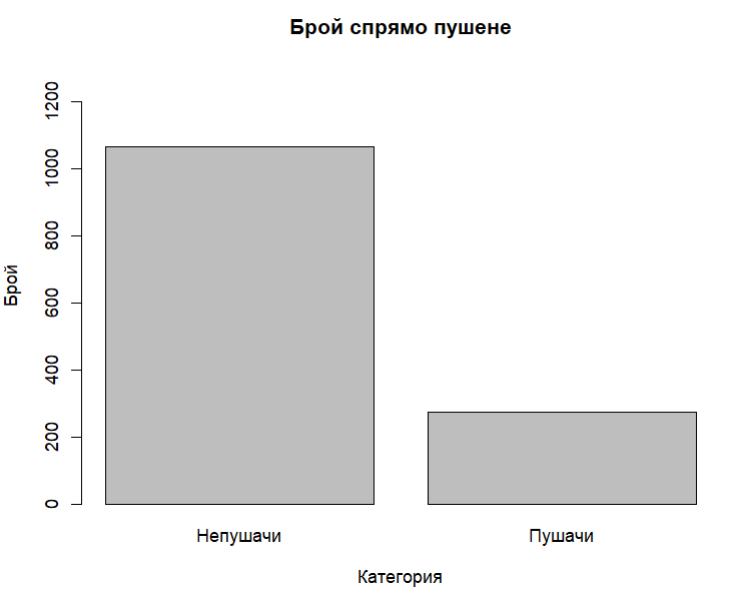 Брой спрямо пушене
1200
1000
800
600
400
200
0
Брой
Непушачи
Пушачи
Категория